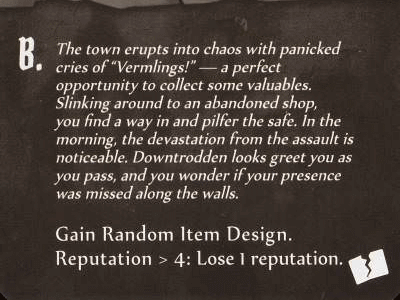 B.
The town erupts into chaos with panicked
cries of "Vermlings!" — a perfect
opportunity to collect some valuables.
Slinking around to an abandoned shop,
you find a way in and pilfer the safe. In the
morning, the devastation from the assault is
noticeable. Downtrodden looks greet you as
you pass, and you wonder if your presence
was missed along the walls.
Gain Random Item Design.
Reputation > 4: Lose 1 reputation.